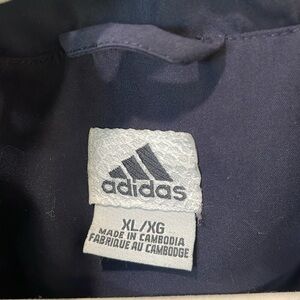 adidas
XL/XG
MADE IN CAMBODIA
FABRIQUE AU CAMBODGE